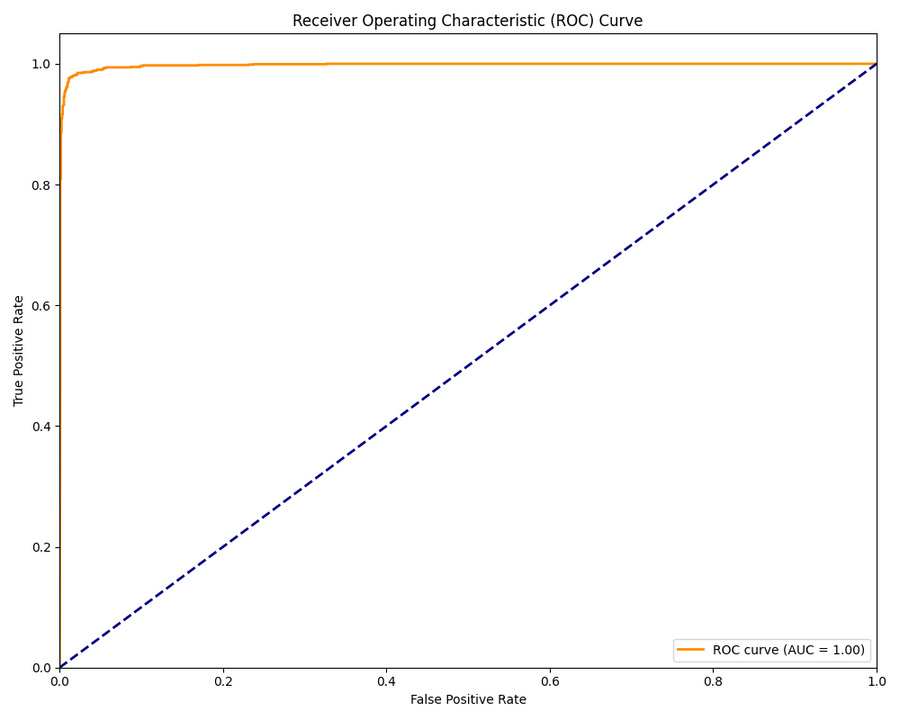 Receiver Operating Characteristic (ROC) Curve
True Positive Rate
1.0
0.8
0.6
0.4
0.2
0.0
ROC curve (AUC = 1.00)
0.0 0.2 0.4 0.6 0.8 1.0
False Positive Rate